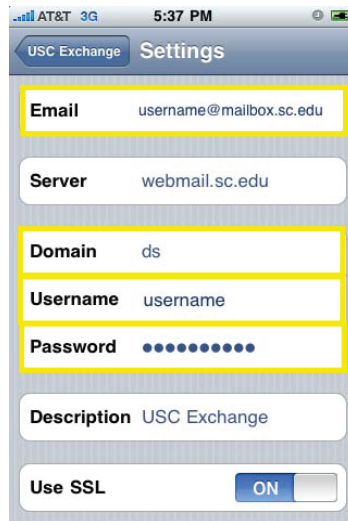 AT&T 3G 5:37 PM
USC Exchange Settings
Email username@mailbox.sc.edu
Server webmail.sc.edu
Domain ds
Username username
Password ●●●●●●●●●●
Description USC Exchange
Use SSL ON